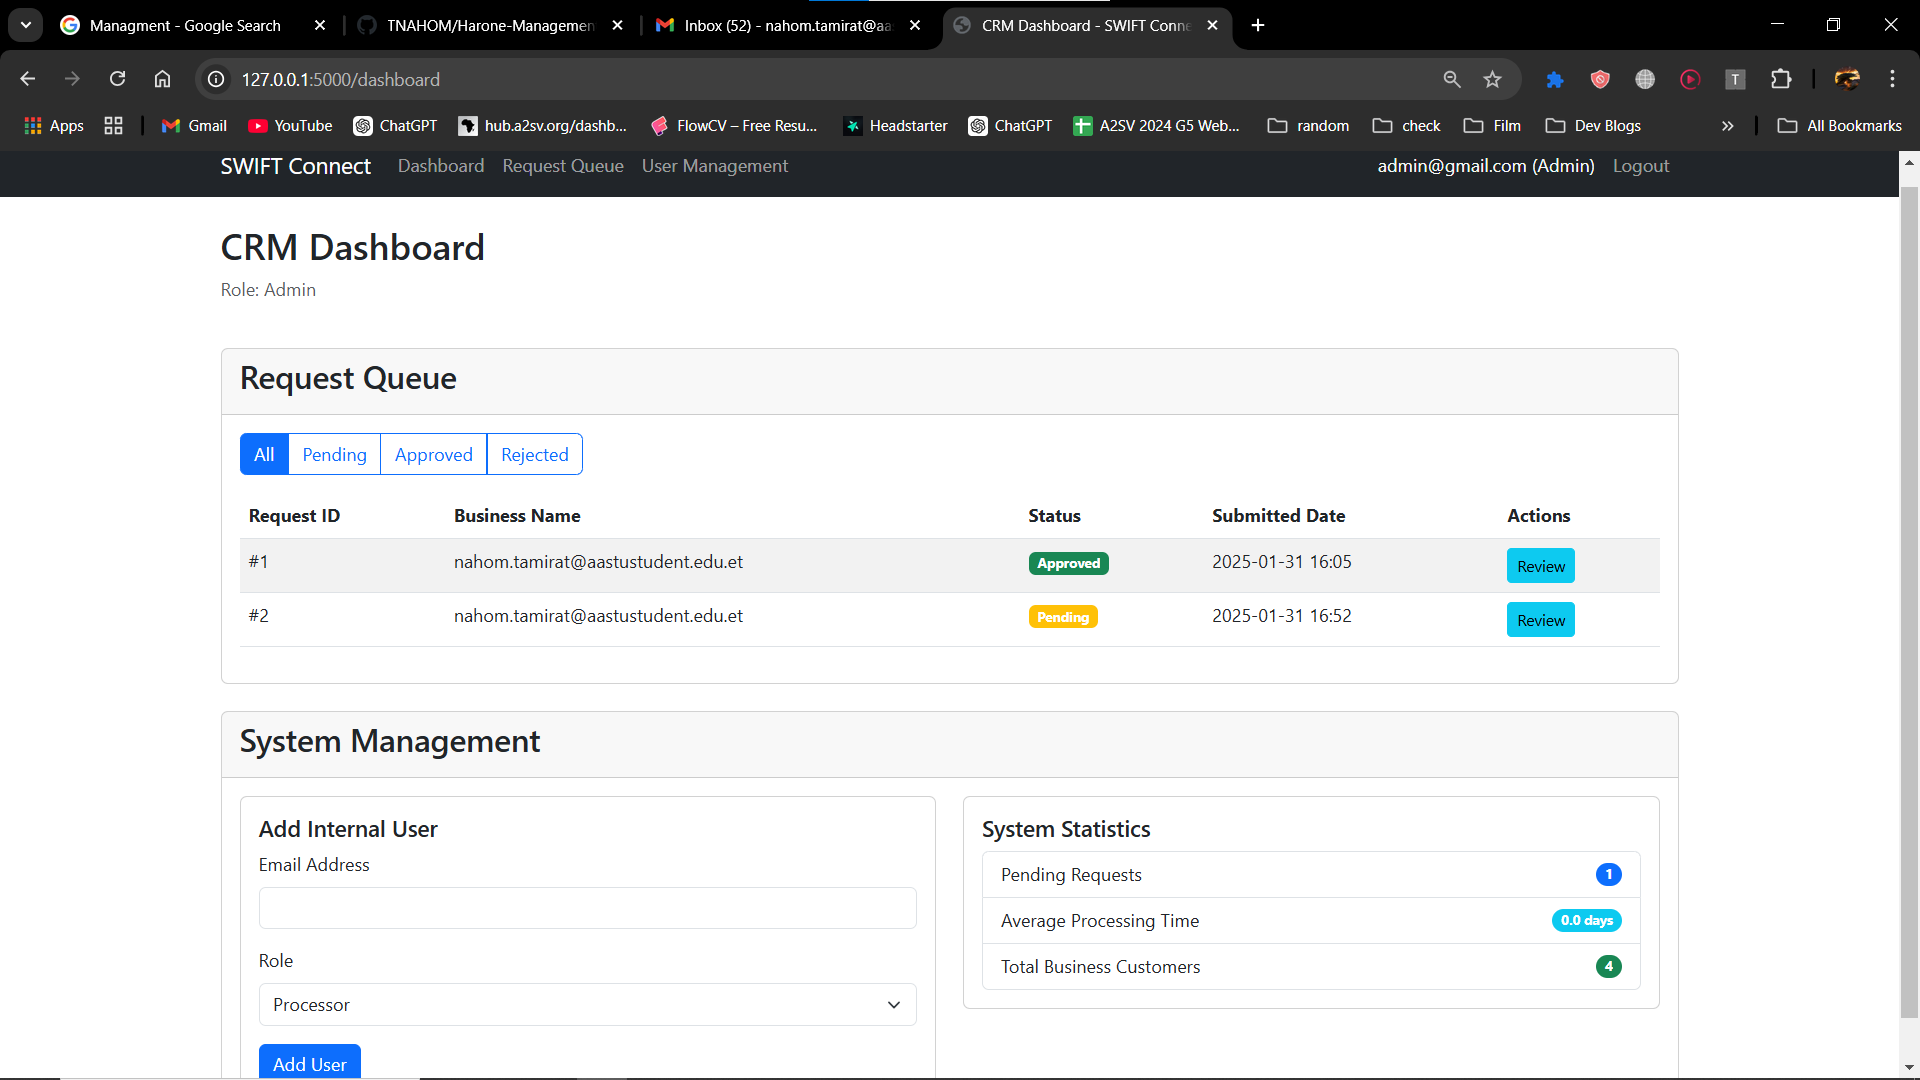 Managment - Google Search
TNAHOM/Harone-Managemen
Inbox (52) - nahom.tamirat@aa
CRM Dashboard - SWIFT Conne
127.0.0.1:5000/dashboard
T
Apps
Gmail
YouTube
ChatGPT
hub.a2sv.org/dashb...
FlowCV – Free Resu...
Headstarter
ChatGPT
A2SV 2024 G5 Web...
random
check
Film
Dev Blogs
All Bookmarks
SWIFT Connect Dashboard Request Queue User Management admin@gmail.com (Admin) Logout
CRM Dashboard
Role: Admin
Request Queue
All Pending Approved Rejected
Request ID Business Name Status Submitted Date Actions
#1 nahom.tamirat@aastustudent.edu.et Approved 2025-01-31 16:05 Review
#2 nahom.tamirat@aastustudent.edu.et Pending 2025-01-31 16:52 Review
System Management
Add Internal User
Email Address
Role
Processor
Add User
System Statistics
Pending Requests 1
Average Processing Time 0.0 days
Total Business Customers 4